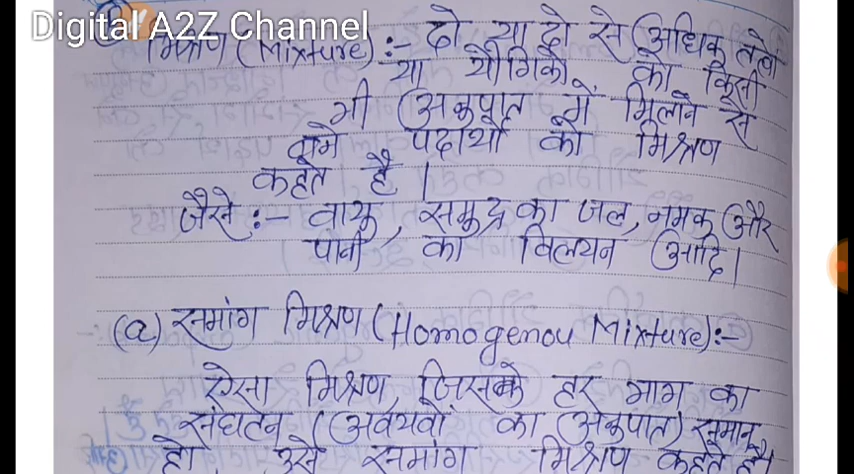 Digital A2Z Channel
मिश्रण (Mixture) :- दो या दो से अधिक तत्वो
या यौगिको को किसी
भी अनुपात में मिलाने से
बने पदार्थो को मिश्रण
कहते है |
जैसे :- वायु, समुद्र का जल, नमक और
पानी का विलयन आदि |
(a) समांग मिश्रण (Homogenou Mixture) :-
ऐसा मिश्रण, जिसके हर भाग का
संघटन (अवयवों का अनुपात) समान
हो उसे समांग मिश्रण कहते है